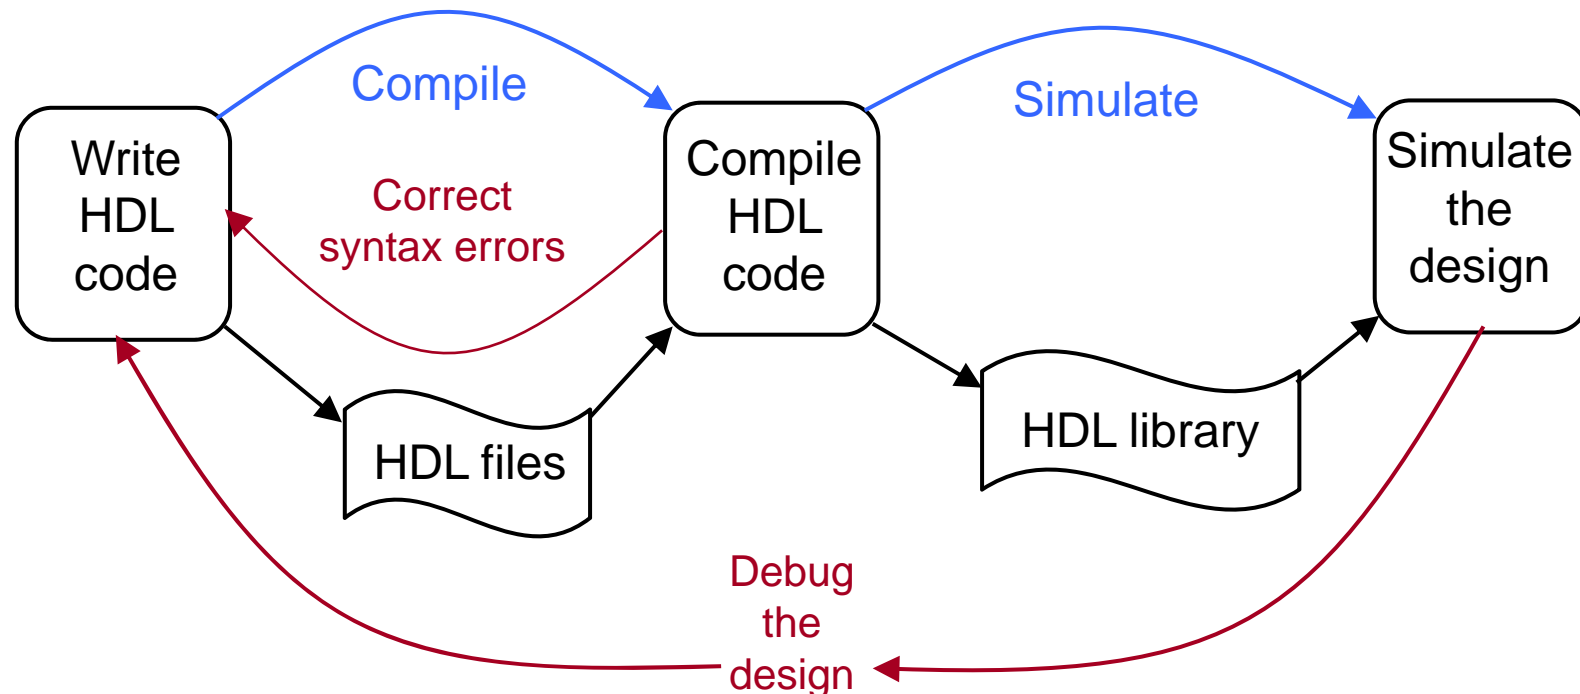 Compile
Simulate
Write
HDL
code
Correct
syntax errors
Compile
HDL
code
Simulate
the
design
HDL files
HDL library
Debug
the
design